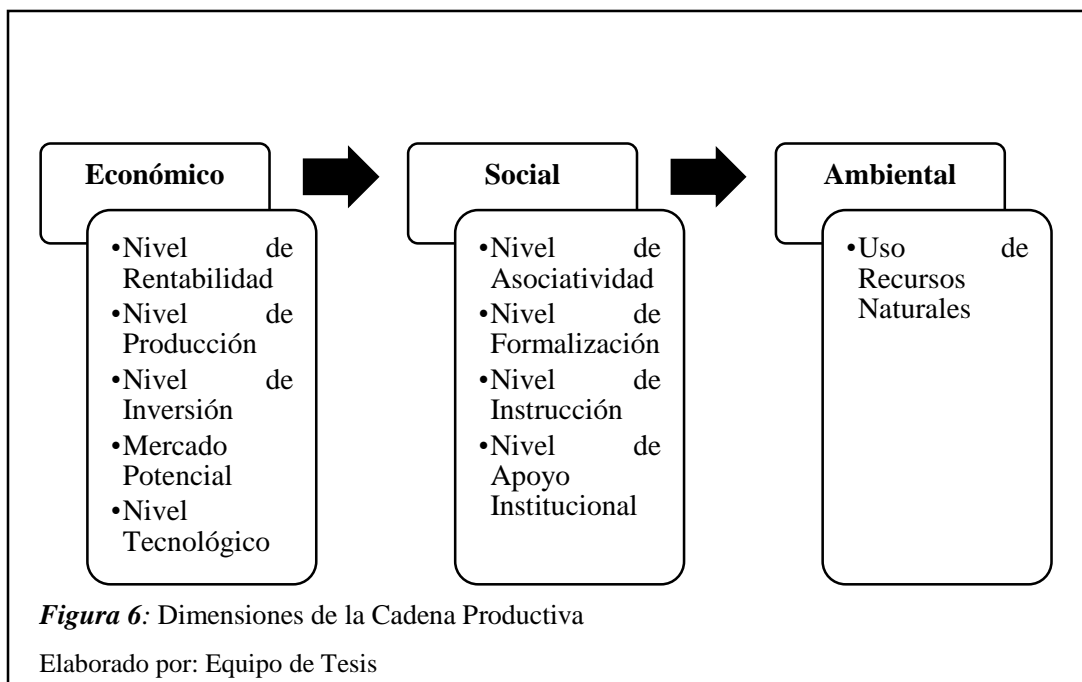 Económico
•Nivel de
Rentabilidad
•Nivel de
Producción
•Nivel de
Inversión
•Mercado
Potencial
•Nivel
Tecnológico
Social
•Nivel de
Asociatividad
•Nivel de
Formalización
•Nivel de
Instrucción
•Nivel de
Apoyo
Institucional
Ambiental
•Uso de
Recursos
Naturales
Figura 6: Dimensiones de la Cadena Productiva
Elaborado por: Equipo de Tesis